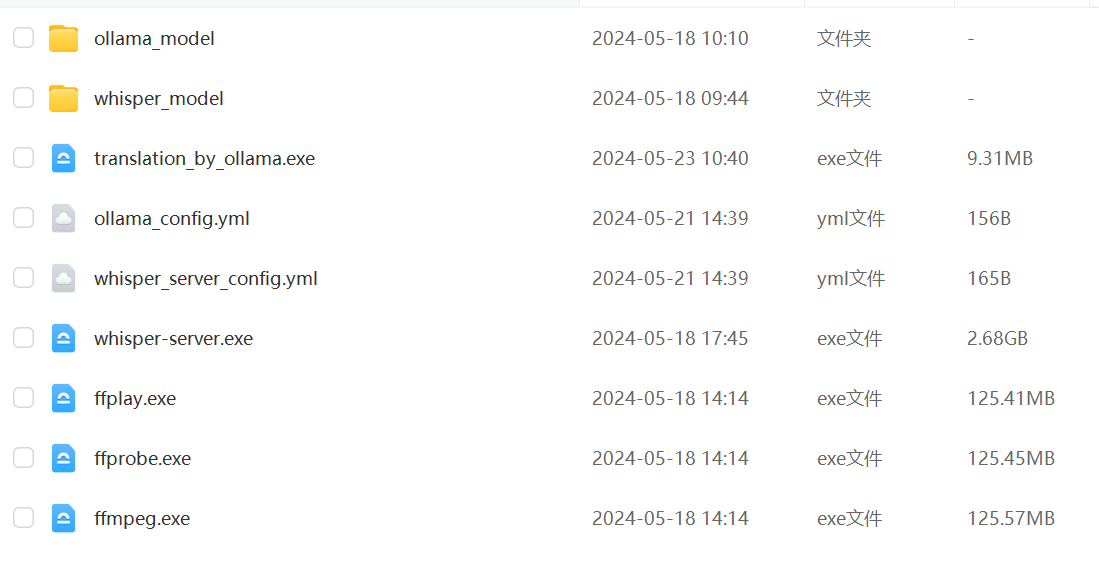 ollama_model 2024-05-18 10:10 文件夹 -
whisper_model 2024-05-18 09:44 文件夹 -
translation_by_ollama.exe 2024-05-23 10:40 exe文件 9.31MB
ollama_config.yml 2024-05-21 14:39 yml文件 156B
whisper_server_config.yml 2024-05-21 14:39 yml文件 165B
whisper-server.exe 2024-05-18 17:45 exe文件 2.68GB
ffplay.exe 2024-05-18 14:14 exe文件 125.41MB
ffprobe.exe 2024-05-18 14:14 exe文件 125.45MB
ffmpeg.exe 2024-05-18 14:14 exe文件 125.57MB